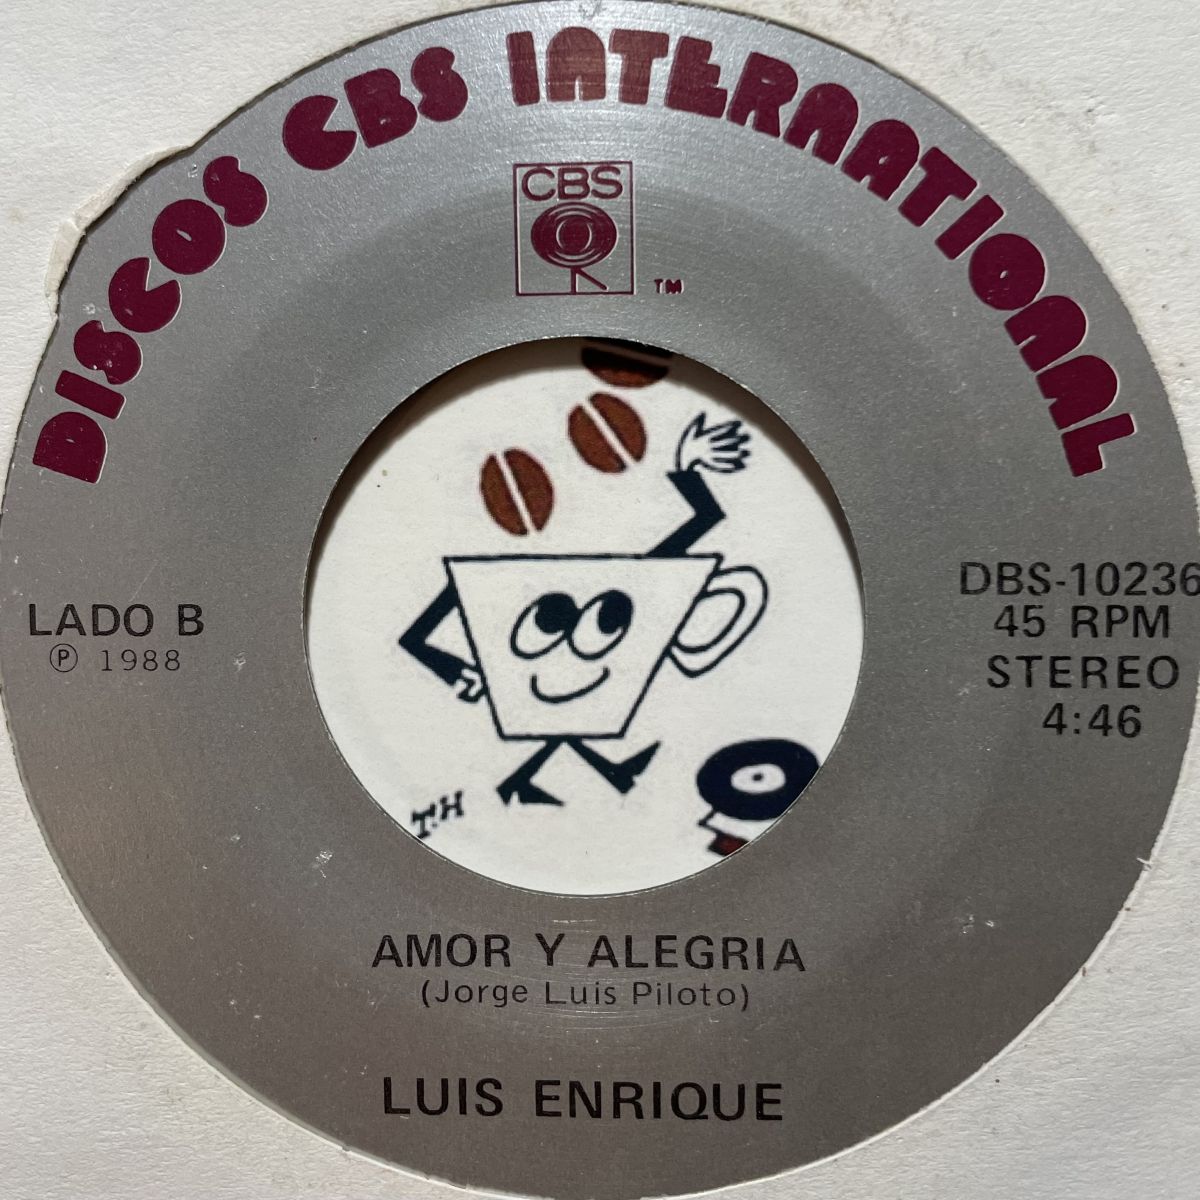 DISCOS CBS INTERNATIONAL
CBS
TM
LADO B
℗ 1988
DBS-10236
45 RPM
STEREO
4:46
T.H
AMOR Y ALEGRIA
(Jorge Luis Piloto)
LUIS ENRIQUE